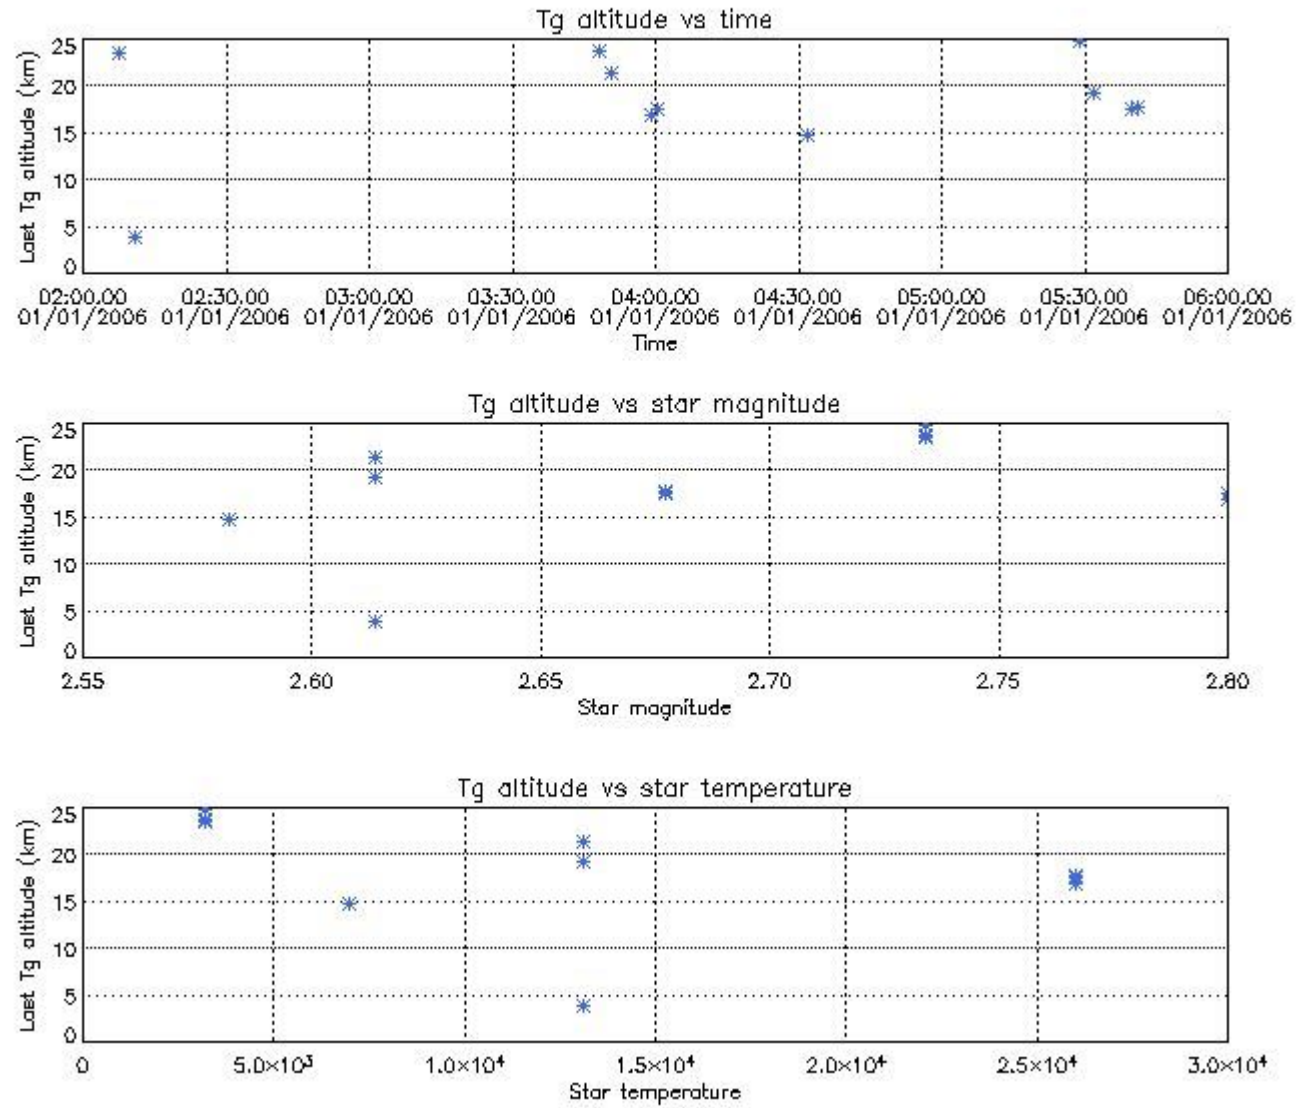 Tg altitude vs time
Last Tg altitude (km)
25
20
15
10
5
0
02:00.00 02:30.00 03:00.00 03:30.00 04:00.00 04:30.00 05:00.00 05:30.00 06:00.00
01/01/2006 01/01/2006 01/01/2006 01/01/2006 01/01/2006 01/01/2006 01/01/2006 01/01/2006 01/01/2006
Time
Tg altitude vs star magnitude
Last Tg altitude (km)
25
20
15
10
5
0
2.55 2.60 2.65 2.70 2.75 2.80
Star magnitude
Tg altitude vs star temperature
Last Tg altitude (km)
25
20
15
10
5
0
0 5.0×10³ 1.0×10⁴ 1.5×10⁴ 2.0×10⁴ 2.5×10⁴ 3.0×10⁴
Star temperature